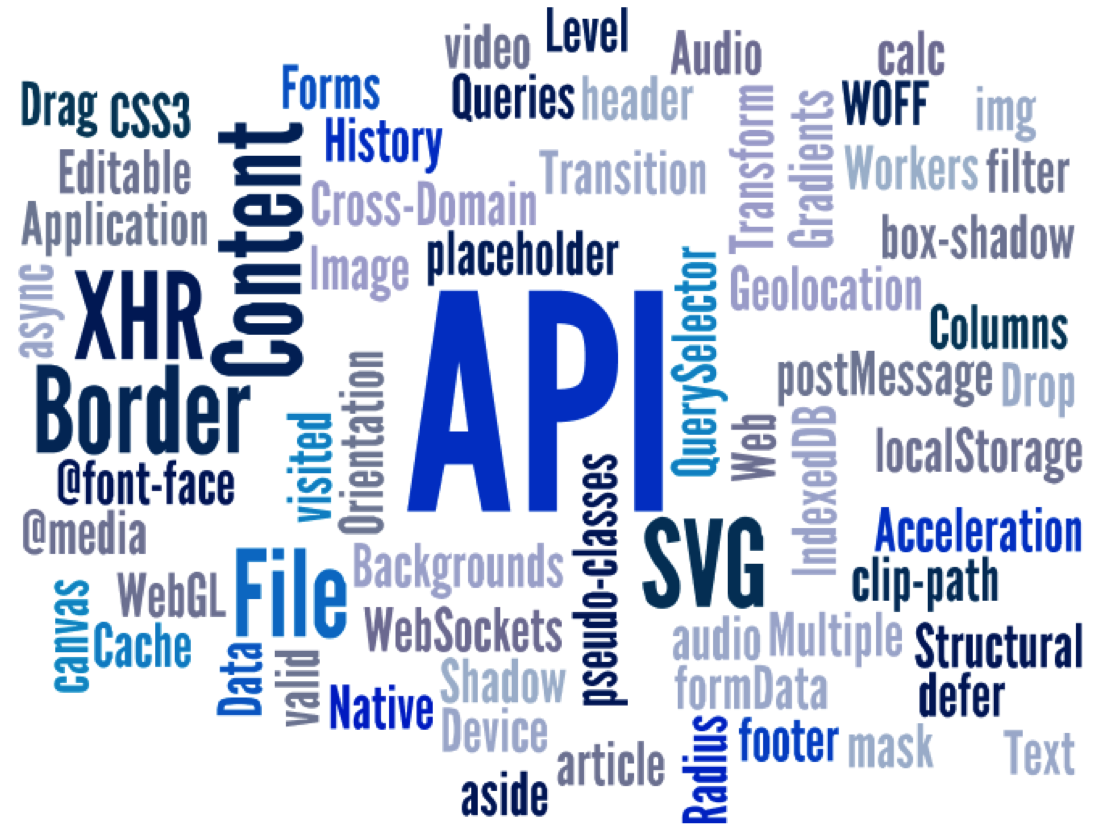 video
Level
Audio
calc
Drag
CSS3
Forms
Queries
header
WOFF
img
History
Editable
Content
Transition
Transform
Gradients
Workers
filter
Application
Cross-Domain
box-shadow
async
XHR
Image
placeholder
Geolocation
API
QuerySelector
Columns
Border
postMessage
Drop
visited
Orientation
Web
IndexedDB
localStorage
@font-face
@media
pseudo-classes
SVG
Acceleration
canvas
WebGL
File
Backgrounds
clip-path
Cache
WebSockets
audio
Multiple
Structural
Data
valid
Native
Shadow
formData
defer
Device
Radius
footer
mask
Text
article
aside